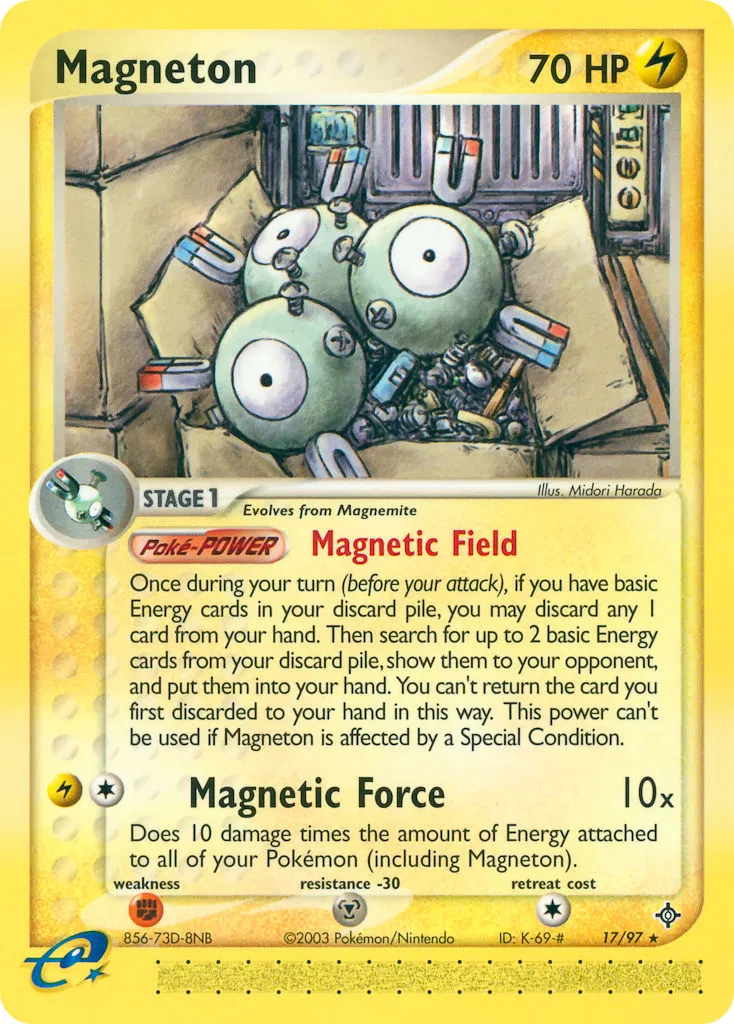 Magneton
70 HP
Illus. Midori Harada
STAGE 1
Evolves from Magnemite
Poké-POWER Magnetic Field
Once during your turn (before your attack), if you have basic
Energy cards in your discard pile, you may discard any 1
card from your hand. Then search for up to 2 basic Energy
cards from your discard pile, show them to your opponent,
and put them into your hand. You can't return the card you
first discarded to your hand in this way. This power can't
be used if Magneton is affected by a Special Condition.
Magnetic Force 10x
Does 10 damage times the amount of Energy attached
to all of your Pokémon (including Magneton).
weakness resistance -30 retreat cost
856-73D-8NB ©2003 Pokémon/Nintendo ID: K-69-# 17/97 ★
e